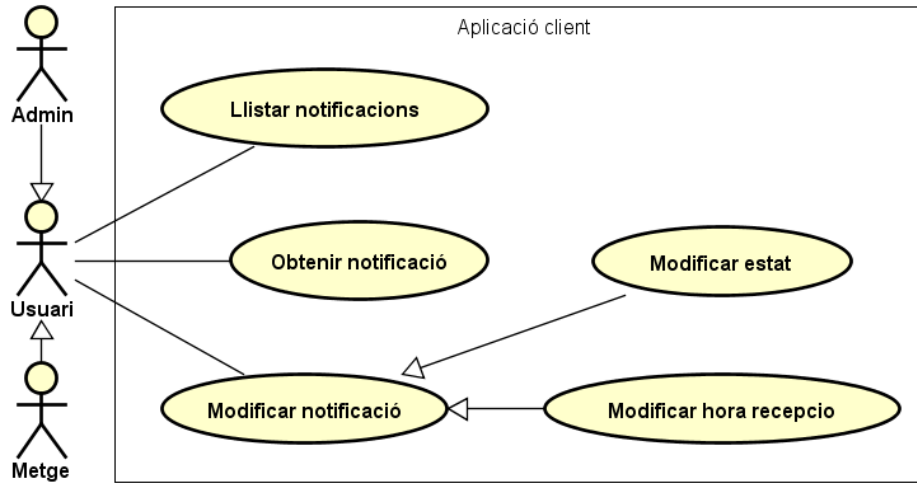 Aplicació client
Admin
Llistar notificacions
Usuari
Obtenir notificació
Modificar estat
Modificar notificació
Modificar hora recepcio
Metge